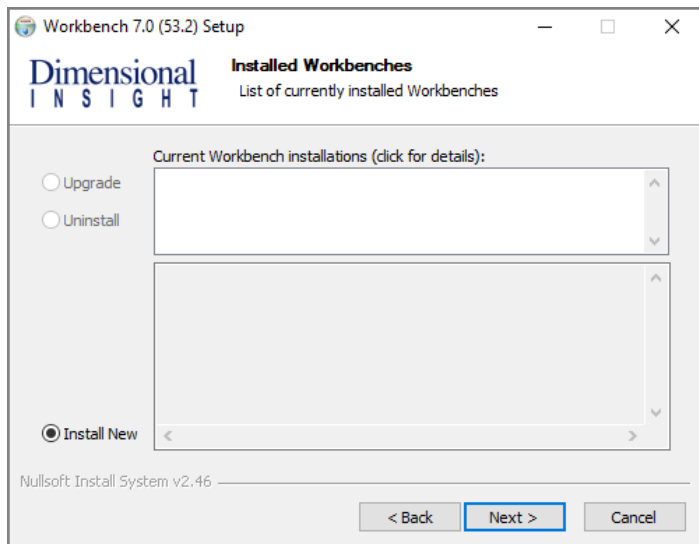 Workbench 7.0 (53.2) Setup
Dimensional
INSIGHT
Installed Workbenches
List of currently installed Workbenches
Current Workbench installations (click for details):
Upgrade
Uninstall
Install New
Nullsoft Install System v2.46
< Back
Next >
Cancel